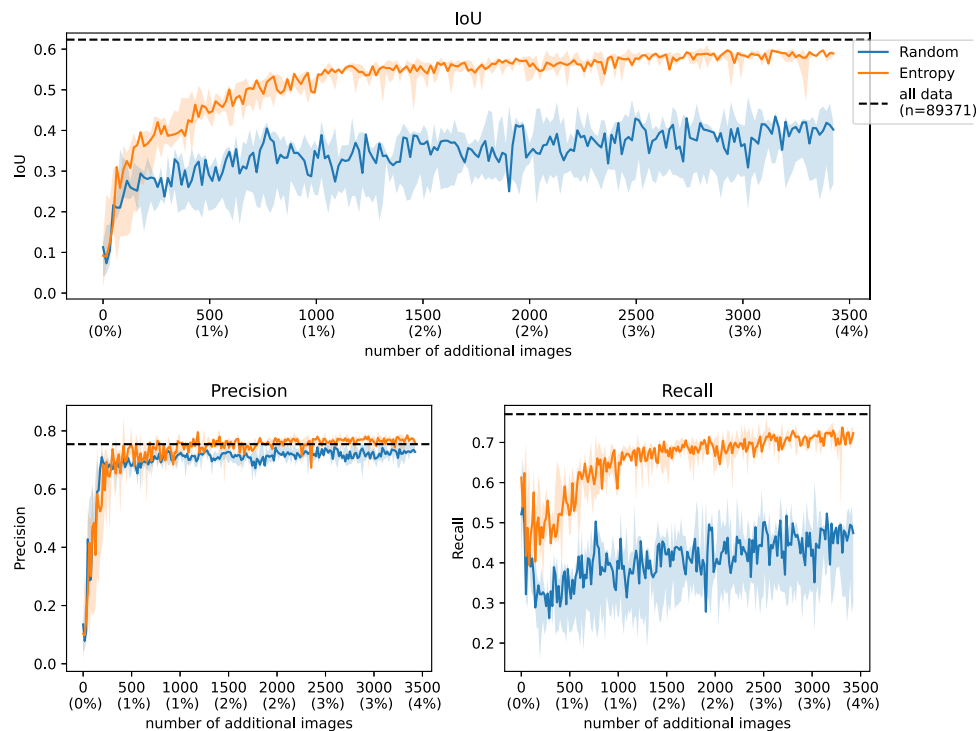 IoU
0.6
0.5
0.4
0.3
0.2
0.1
0.0
IoU
Random
Entropy
all data
(n=89371)
0 500 1000 1500 2000 2500 3000 3500
(0%) (1%) (1%) (2%) (2%) (3%) (3%) (4%)
number of additional images
Precision
0.8
0.6
0.4
0.2
0.0
Precision
0 500 1000 1500 2000 2500 3000 3500
(0%) (1%) (1%) (2%) (2%) (3%) (3%) (4%)
number of additional images
Recall
0.7
0.6
0.5
0.4
0.3
0.2
Recall
0 500 1000 1500 2000 2500 3000 3500
(0%) (1%) (1%) (2%) (2%) (3%) (3%) (4%)
number of additional images